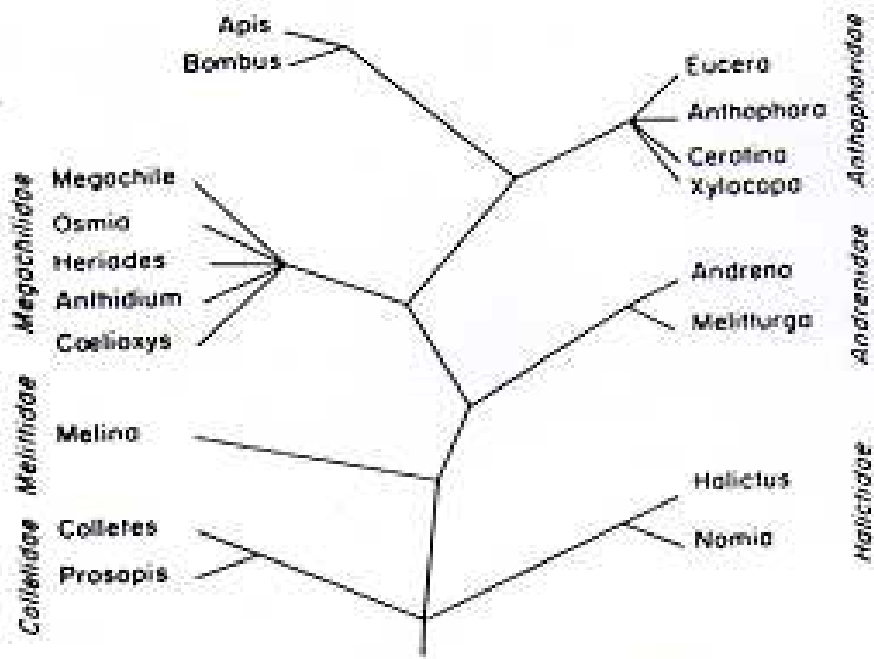 Apis
Bombus
Eucera
Anthophora
Ceratina
Xylocopa
Anthophoridae
Megachile
Osmia
Heriades
Anthidium
Coelioxys
Megachilidae
Andrena
Melitturga
Andrenidae
Melitta
Melittidae
Halictus
Nomia
Halictidae
Colletes
Prosopis
Colletidae